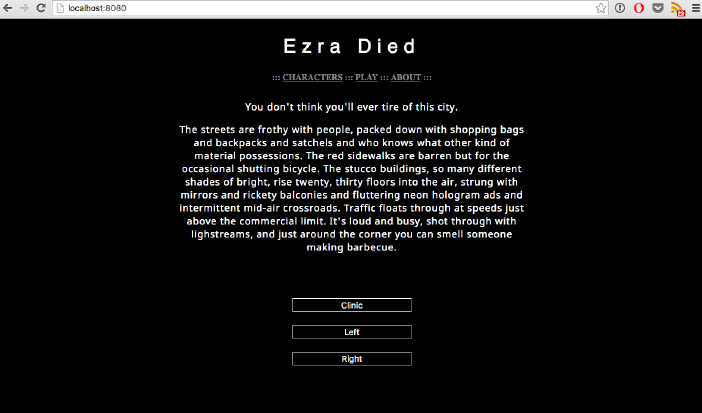 localhost:8080
23
Ezra Died
::: CHARACTERS ::: PLAY ::: ABOUT :::
You don't think you'll ever tire of this city.
The streets are frothy with people, packed down with shopping bags
and backpacks and satchels and who knows what other kind of
material possessions. The red sidewalks are barren but for the
occasional shutting bicycle. The stucco buildings, so many different
shades of bright, rise twenty, thirty floors into the air, strung with
mirrors and rickety balconies and fluttering neon hologram ads and
intermittent mid-air crossroads. Traffic floats through at speeds just
above the commercial limit. It's loud and busy, shot through with
lighstreams, and just around the corner you can smell someone
making barbecue.
Clinic
Left
Right